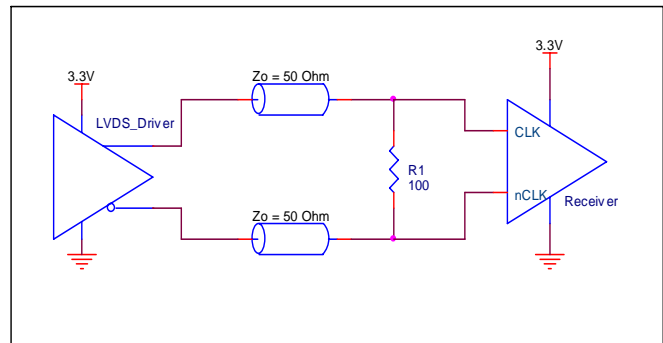 3.3V
3.3V
Zo = 50 Ohm
LVDS_Driver
CLK
R1
100
nCLK
Receiver
Zo = 50 Ohm